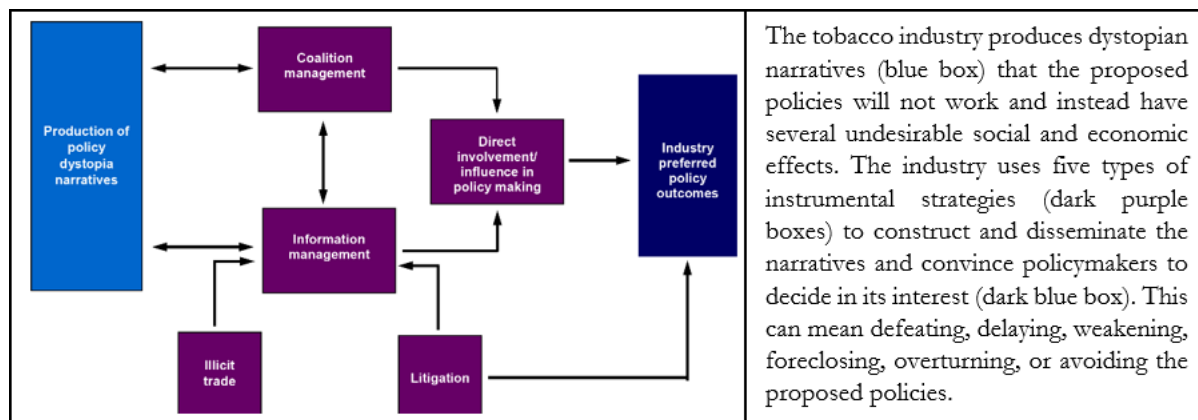 Production of
policy
dystopia
narratives
Coalition
management
Direct
involvement/
influence in
policy making
Industry
preferred
policy
outcomes
Information
management
Illicit
trade
Litigation
The tobacco industry produces dystopian
narratives (blue box) that the proposed
policies will not work and instead have
several undesirable social and economic
effects. The industry uses five types of
instrumental strategies (dark purple
boxes) to construct and disseminate the
narratives and convince policymakers to
decide in its interest (dark blue box). This
can mean defeating, delaying, weakening,
foreclosing, overturning, or avoiding the
proposed policies.